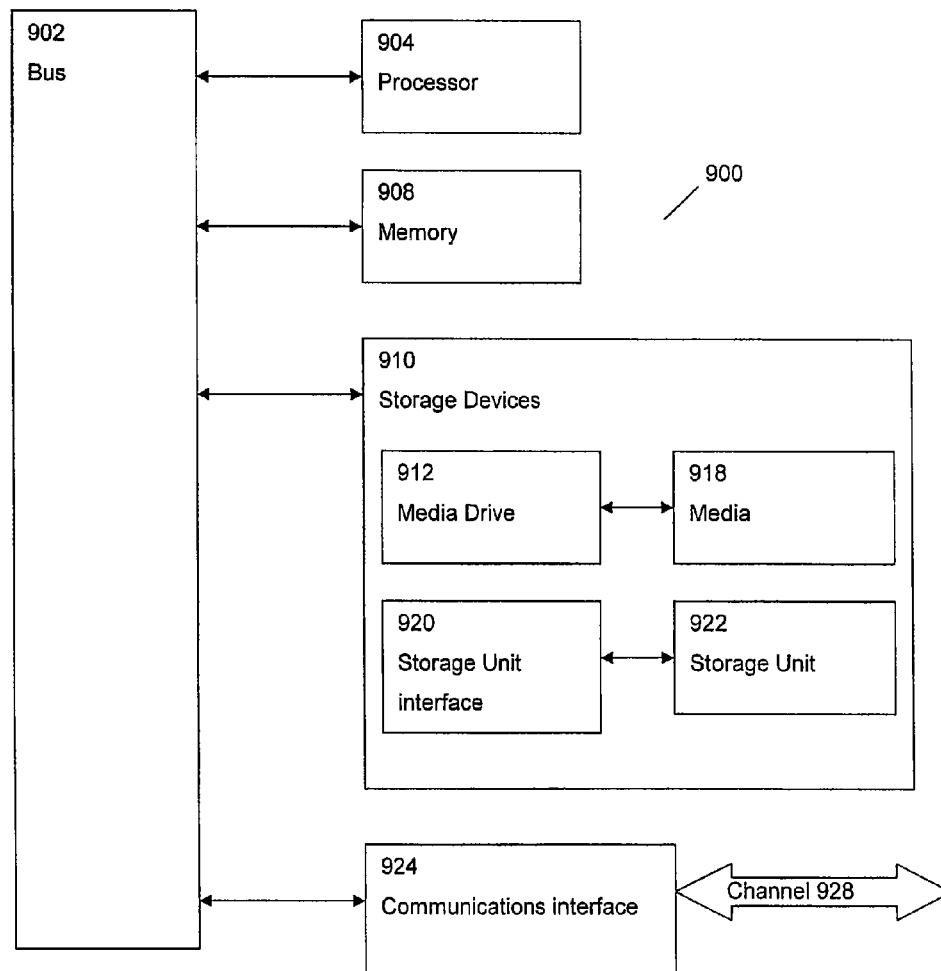 902
Bus
904
Processor
908
Memory
900
910
Storage Devices
912
Media Drive
918
Media
920
Storage Unit
interface
922
Storage Unit
924
Communications interface
Channel 928